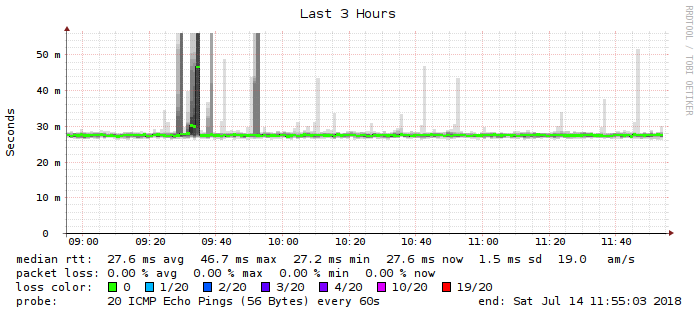 Last 3 Hours
RRDTOOL / TOBI OETIKER
Seconds
50 m
40 m
30 m
20 m
10 m
0
09:00 09:20 09:40 10:00 10:20 10:40 11:00 11:20 11:40
median rtt: 27.6 ms avg 46.7 ms max 27.2 ms min 27.6 ms now 1.5 ms sd 19.0 am/s
packet loss: 0.00 % avg 0.00 % max 0.00 % min 0.00 % now
loss color: 0 1/20 2/20 3/20 4/20 10/20 19/20
probe: 20 ICMP Echo Pings (56 Bytes) every 60s end: Sat Jul 14 11:55:03 2018